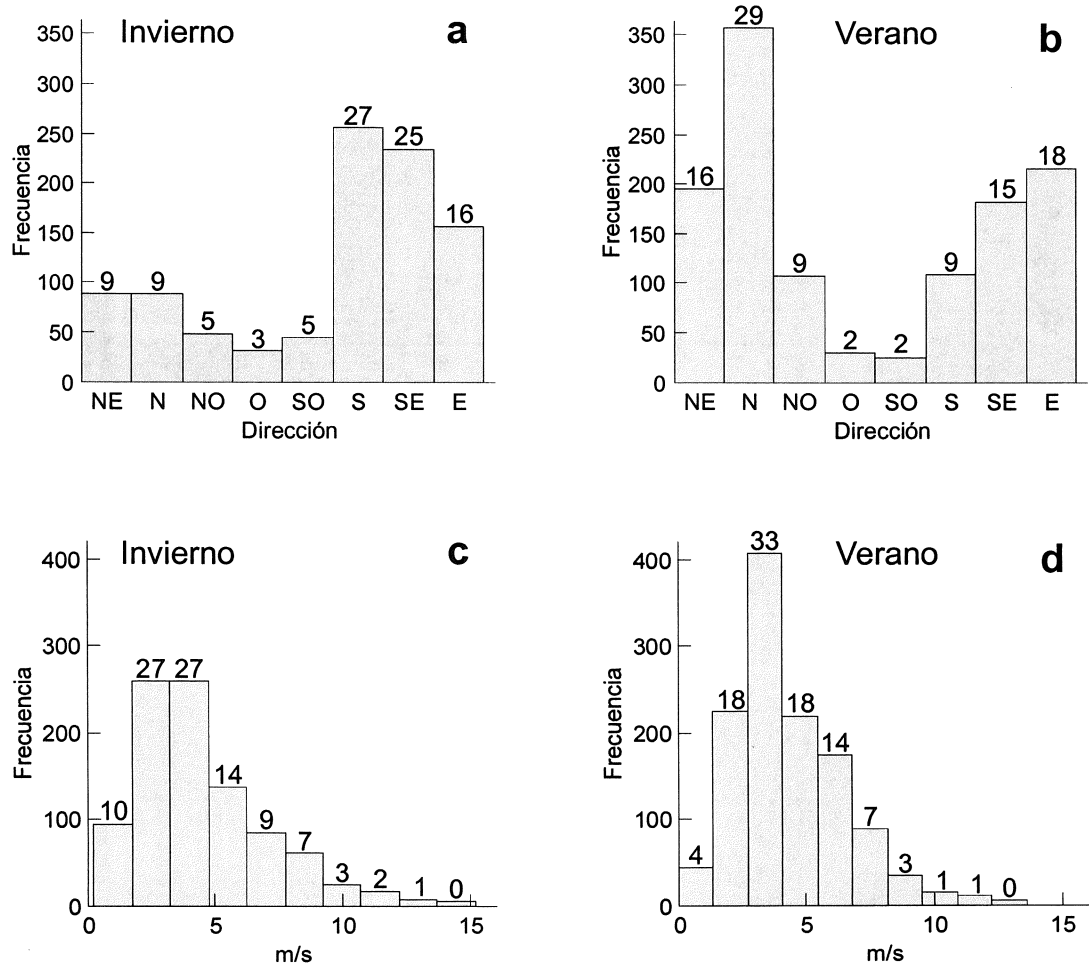 Invierno
a
350
300
250
200
150
100
50
0
Frecuencia
9 9 5 3 5 27 25 16
NE N NO O SO S SE E
Dirección
Verano
b
350
300
250
200
150
100
50
0
Frecuencia
16 29 9 2 2 9 15 18
NE N NO O SO S SE E
Dirección
Invierno
c
400
300
200
100
0
Frecuencia
10 27 27 14 9 7 3 2 1 0
0 5 10 15
m/s
Verano
d
400
300
200
100
0
Frecuencia
4 18 33 18 14 7 3 1 1 0
0 5 10 15
m/s